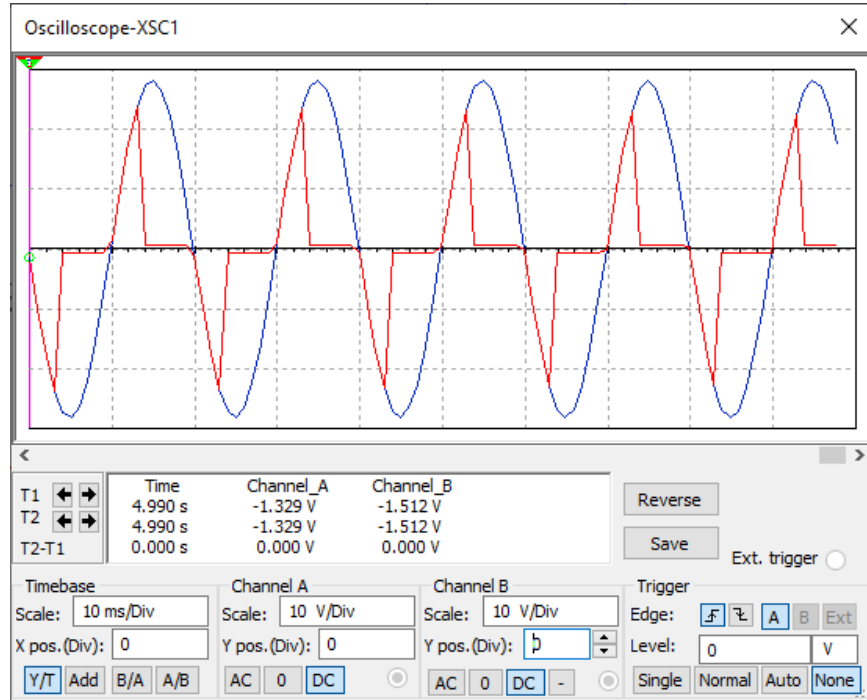 Oscilloscope-XSC1
Time Channel_A Channel_B
T1 4.990 s -1.329 V -1.512 V
T2 4.990 s -1.329 V -1.512 V
T2-T1 0.000 s 0.000 V 0.000 V
Reverse
Save
Ext. trigger
Timebase
Scale: 10 ms/Div
X pos.(Div): 0
Y/T Add B/A A/B
Channel A
Scale: 10 V/Div
Y pos.(Div): 0
AC 0 DC
Channel B
Scale: 10 V/Div
Y pos.(Div):
AC 0 DC -
Trigger
Edge: A B Ext
Level: 0 V
Single Normal Auto None